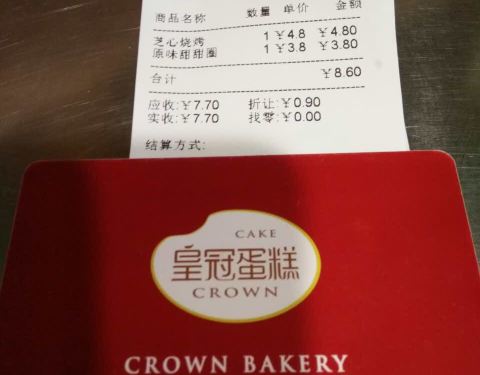 商品名称 数量 单价 金额
芝心烧烤 1 ¥4.8 ¥4.80
原味甜甜圈 1 ¥3.8 ¥3.80
合计 ¥8.60
应收:¥7.70 折让:¥0.90
实收:¥7.70 找零:¥0.00
结算方式:
CAKE
皇冠蛋糕
CROWN
CROWN BAKERY